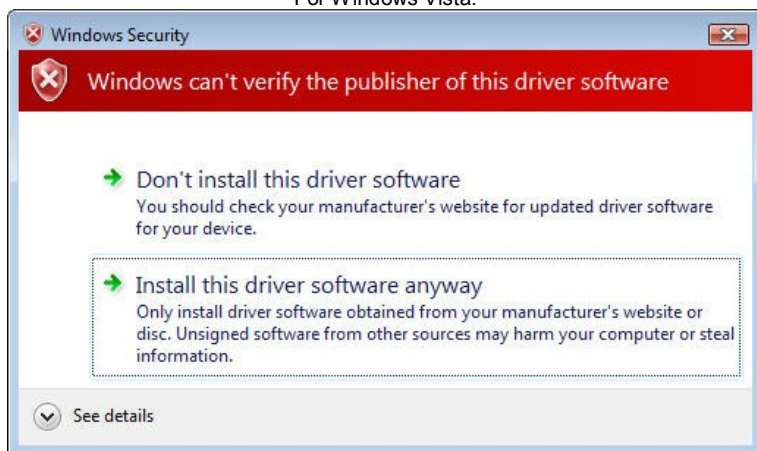 For Windows Vista:
Windows Security
Windows can't verify the publisher of this driver software
Don't install this driver software
You should check your manufacturer's website for updated driver software
for your device.
Install this driver software anyway
Only install driver software obtained from your manufacturer's website or
disc. Unsigned software from other sources may harm your computer or steal
information.
See details